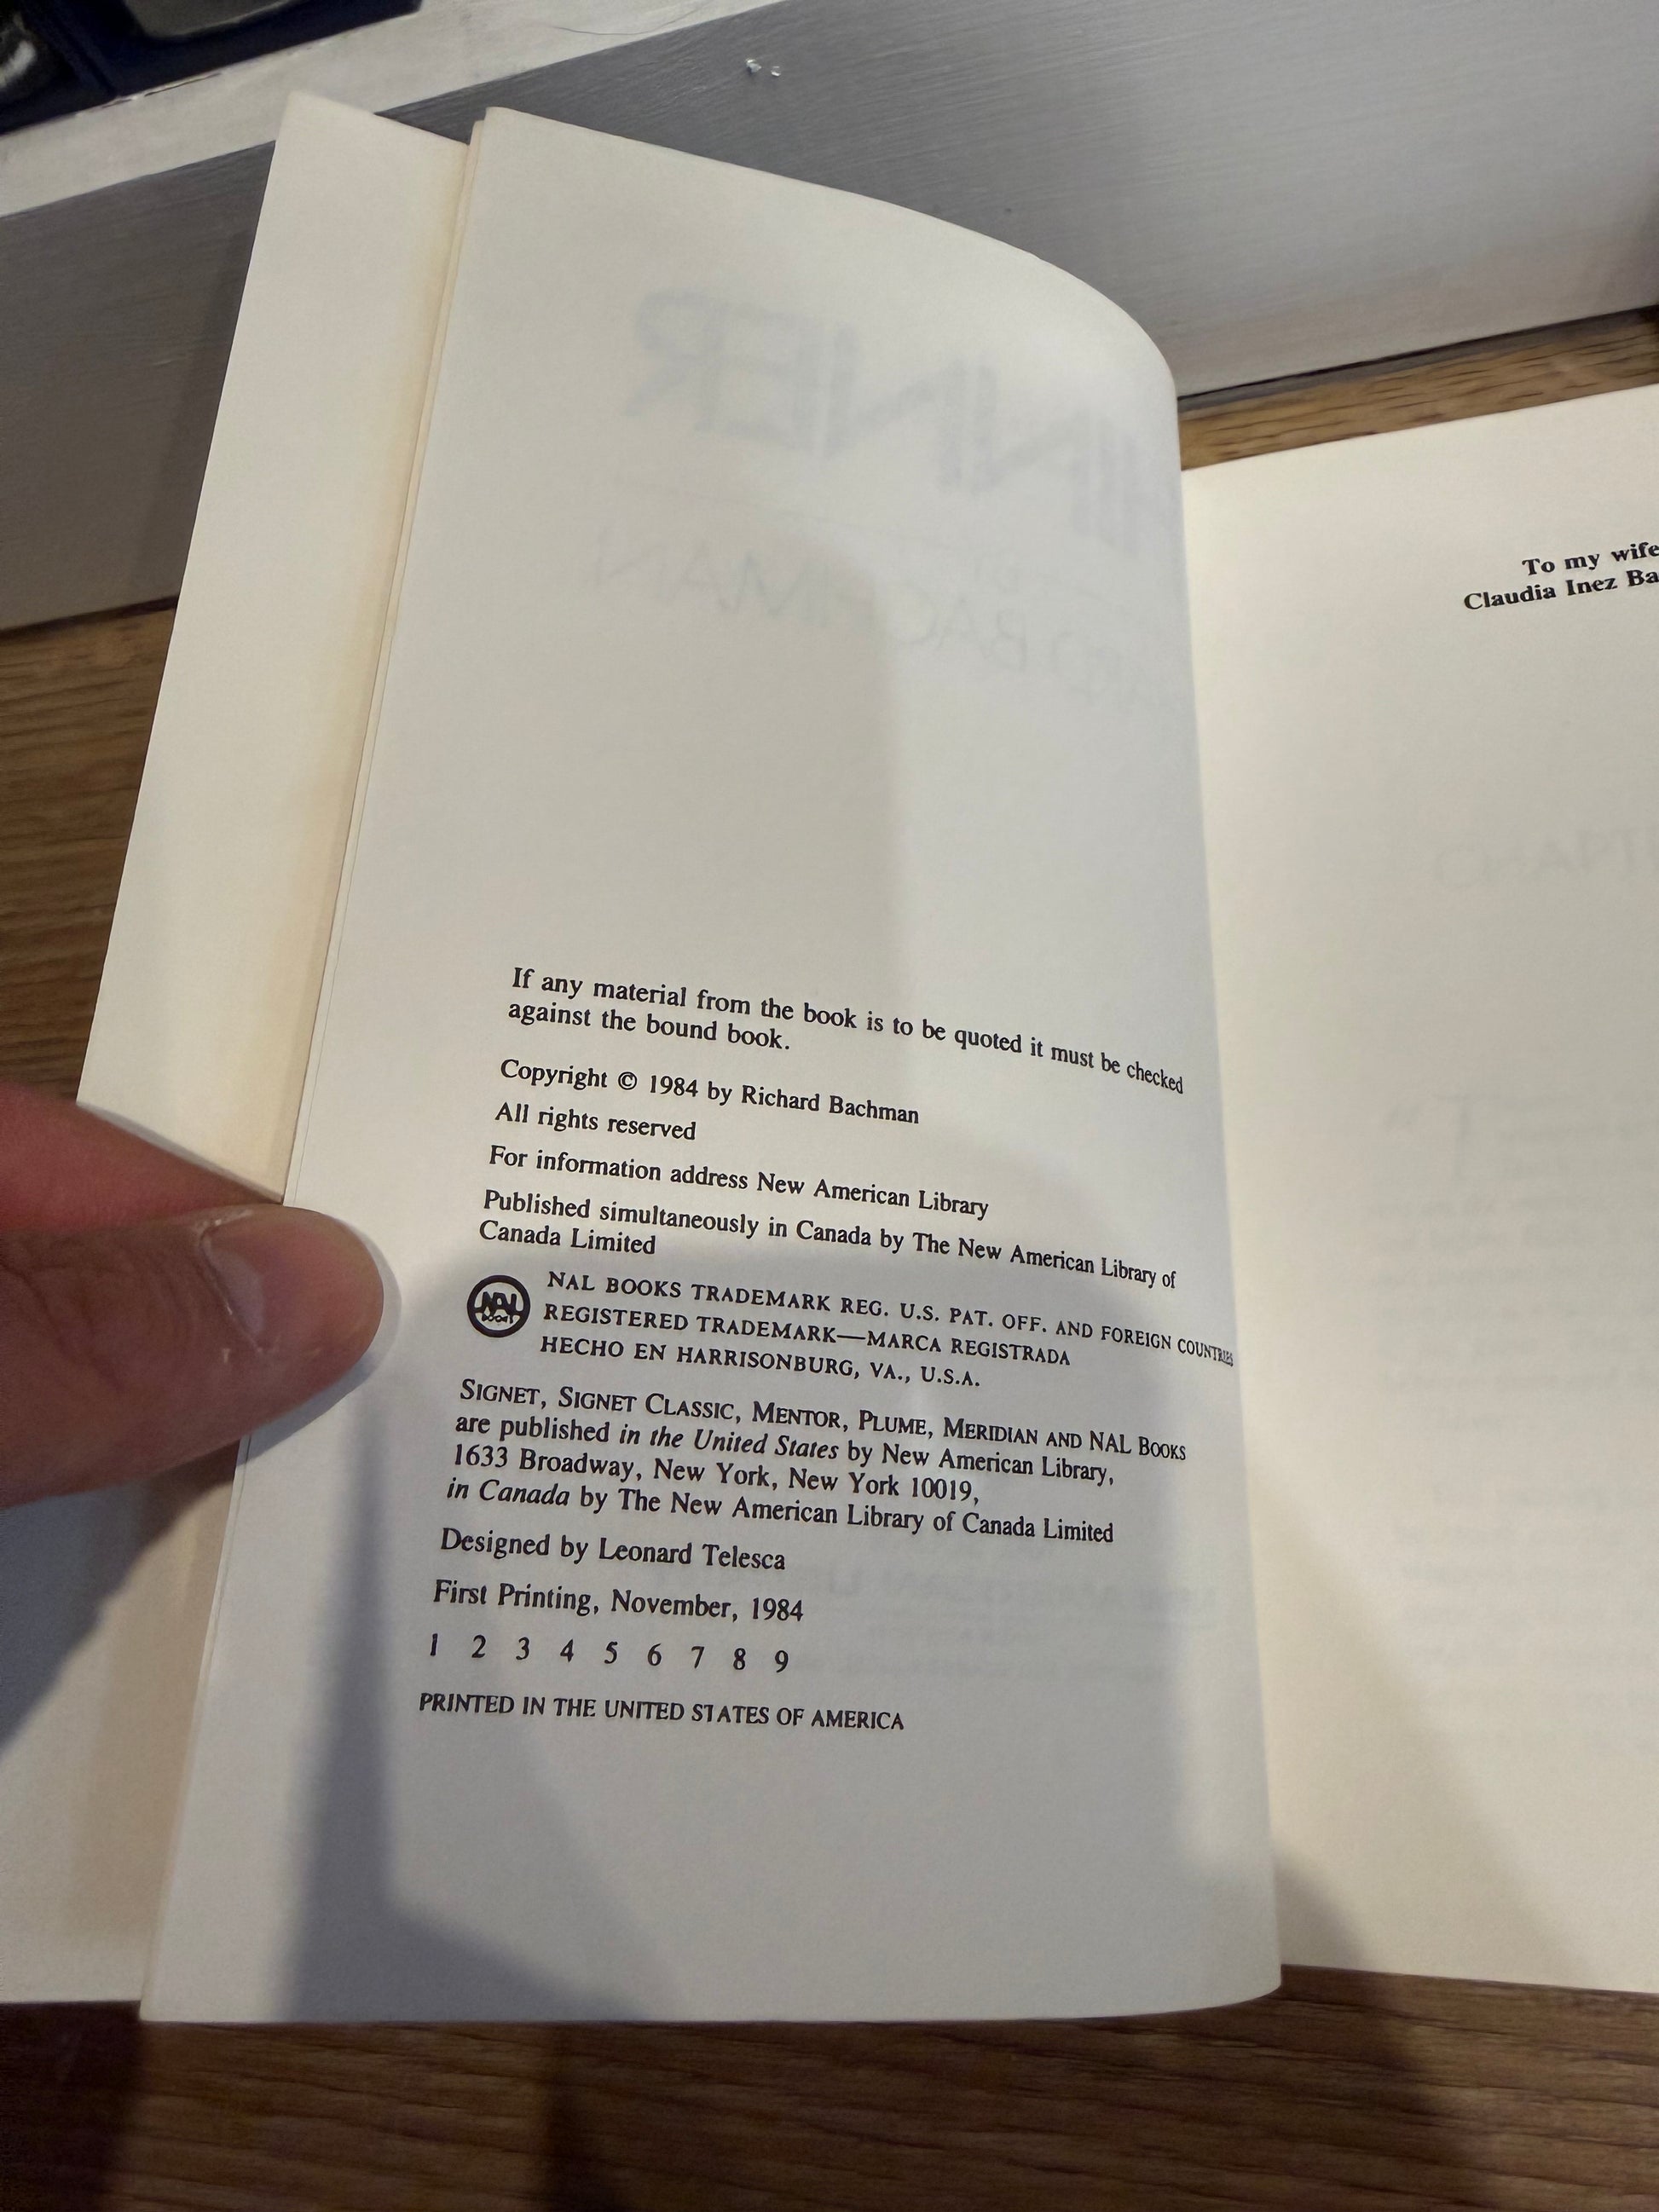 If any material from the book is to be quoted it must be checked
against the bound book.
Copyright © 1984 by Richard Bachman
All rights reserved
For information address New American Library
Published simultaneously in Canada by The New American Library of
Canada Limited
NAL BOOKS
NAL BOOKS TRADEMARK REG. U.S. PAT. OFF. AND FOREIGN COUNTRIES
REGISTERED TRADEMARK—MARCA REGISTRADA
HECHO EN HARRISONBURG, VA., U.S.A.
SIGNET, SIGNET CLASSIC, MENTOR, PLUME, MERIDIAN AND NAL BOOKS
are published in the United States by New American Library,
1633 Broadway, New York, New York 10019,
in Canada by The New American Library of Canada Limited
Designed by Leonard Telesca
First Printing, November, 1984
1 2 3 4 5 6 7 8 9
PRINTED IN THE UNITED STATES OF AMERICA
To my wife
Claudia Inez Ba